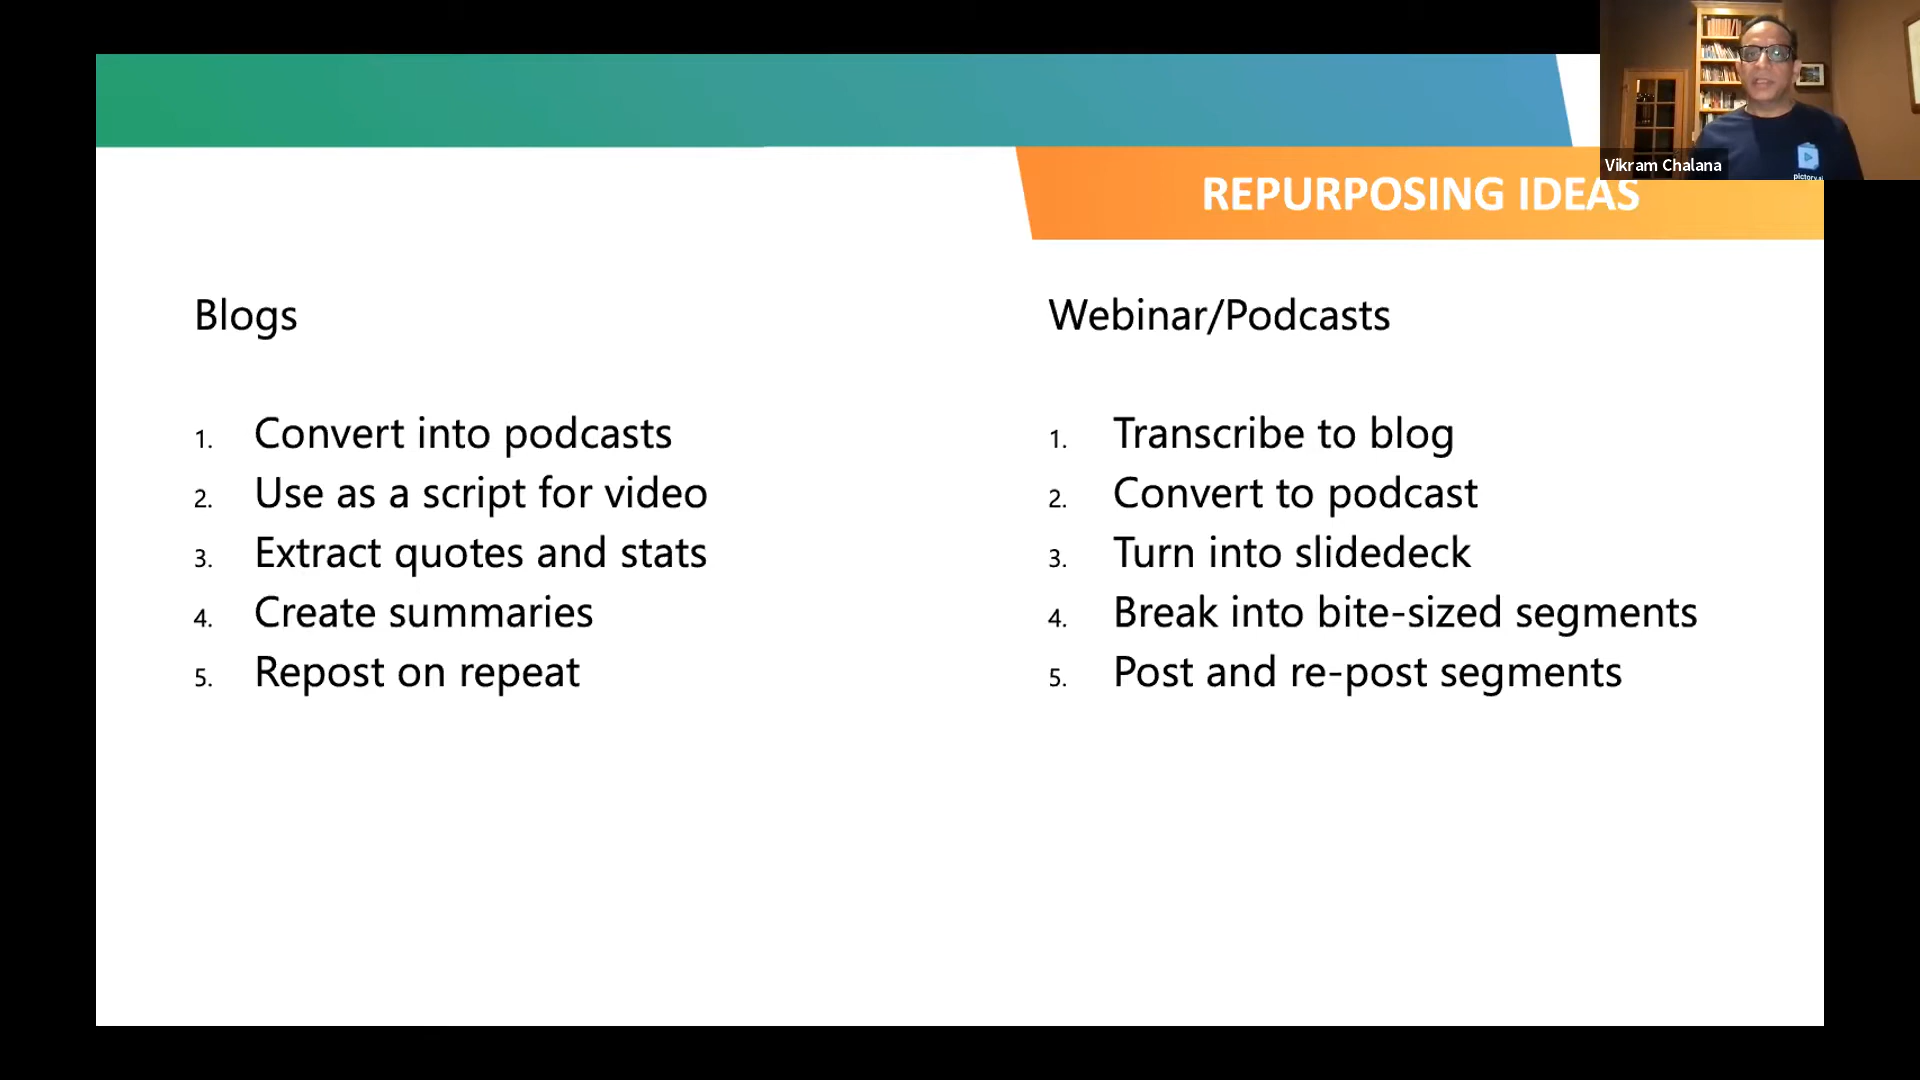 Vikram Chalana
pictory.ai
REPURPOSING IDEAS
Blogs
1. Convert into podcasts
2. Use as a script for video
3. Extract quotes and stats
4. Create summaries
5. Repost on repeat
Webinar/Podcasts
1. Transcribe to blog
2. Convert to podcast
3. Turn into slidedeck
4. Break into bite-sized segments
5. Post and re-post segments